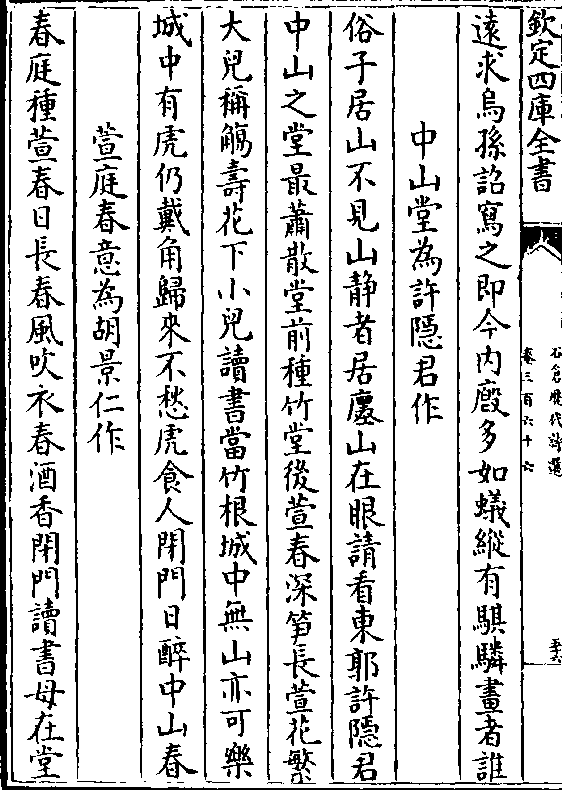 欽定四庫全書
石倉歷代詩選
卷三百六十六
遠求烏孫詔寫之即今内廐多如蟻縱有騏驎畫者誰
中山堂為許隱君作
俗子居山不見山静者居廛山在眼請看東郭許隱君
中山之堂最蕭散堂前種竹堂後萱春深笋長萱花繁
大兒稱觴壽花下小兒讀書當竹根城中無山亦可樂
城中有虎仍戴角歸來不愁虎食人閉門日醉中山春
萱庭春意為胡景仁作
春庭種萱春日長春風吹衣春酒香閉門讀書母在堂